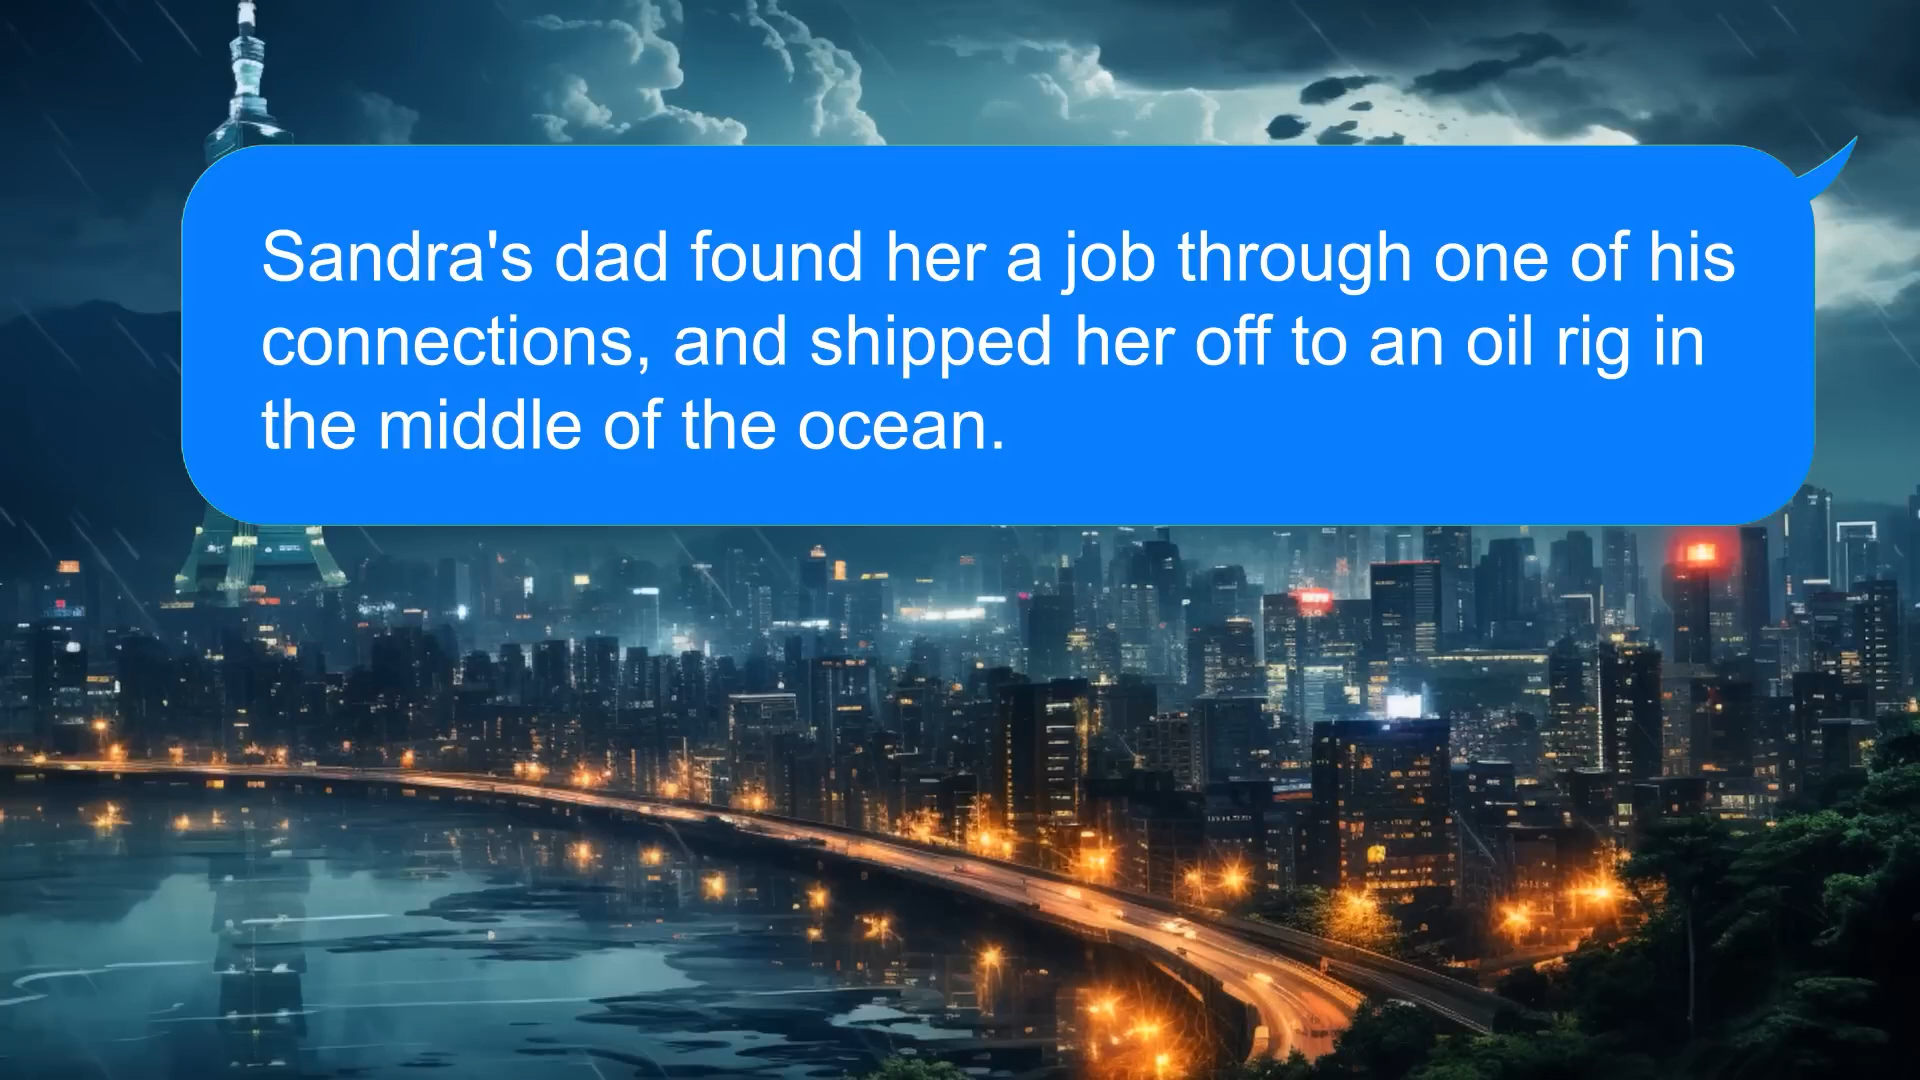 Sandra's dad found her a job through one of his
connections, and shipped her off to an oil rig in
the middle of the ocean.